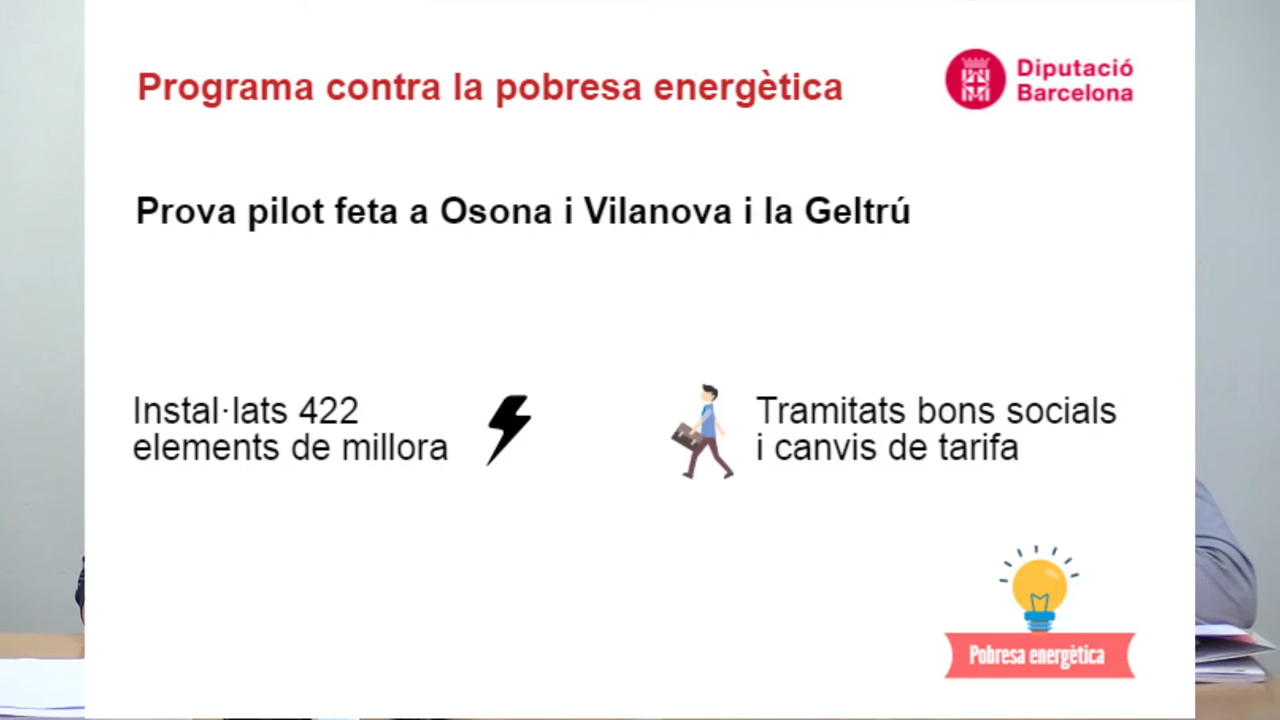 Programa contra la pobresa energètica
Diputació
Barcelona
Prova pilot feta a Osona i Vilanova i la Geltrú
Instal·lats 422
elements de millora
Tramitats bons socials
i canvis de tarifa
Pobresa energètica